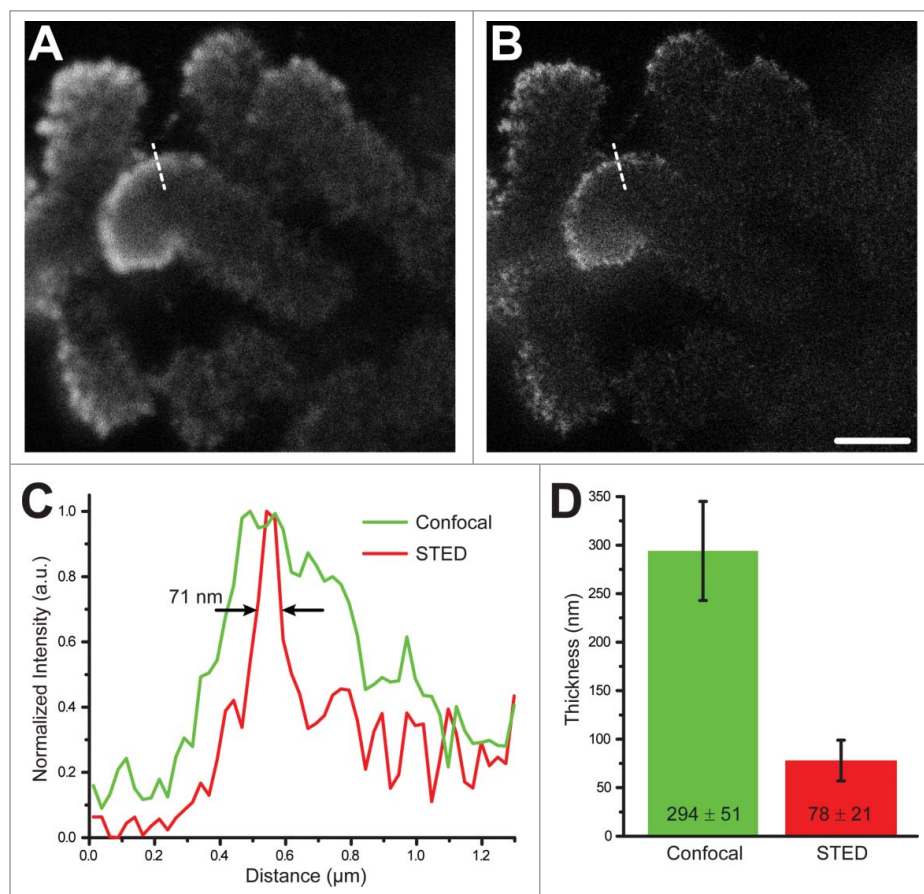 A
B
C
Normalized Intensity (a.u.)
1.0
0.8
0.6
0.4
0.2
0.0
0.0 0.2 0.4 0.6 0.8 1.0 1.2
Distance (µm)
71 nm
Confocal
STED
D
Thickness (nm)
350
300
250
200
150
100
50
0
294 ± 51
78 ± 21
Confocal
STED